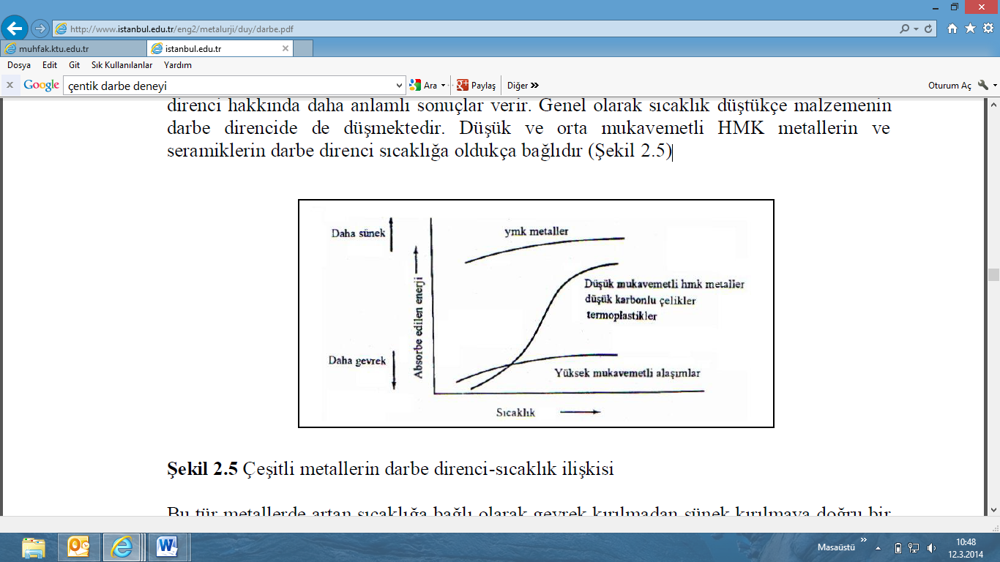 http://www.istanbul.edu.tr/eng2/metalurji/duy/darbe.pdf
muhfak.ktu.edu.tr
istanbul.edu.tr
Dosya Edit Git Sık Kullanılanlar Yardım
x Google çentik darbe deneyi Ara Paylaş Diğer » Oturum Aç
direnci hakkında daha anlamlı sonuçlar verir. Genel olarak sıcaklık düştükçe malzemenin
darbe direncide de düşmektedir. Düşük ve orta mukavemetli HMK metallerin ve
seramiklerin darbe direnci sıcaklığa oldukça bağlıdır (Şekil 2.5)
Daha sünek
ymk metaller
Absorbe edilen enerji
Düşük mukavemetli hmk metaller
düşük karbonlu çelikler
termoplastikler
Daha gevrek
Yüksek mukavemetli alaşımlar
Sıcaklık
Şekil 2.5 Çeşitli metallerin darbe direnci-sıcaklık ilişkisi
Bu tür metallerde artan sıcaklığa bağlı olarak gevrek kırılmadan sünek kırılmaya doğru bir
Masaüstü »
10:48
12.3.2014